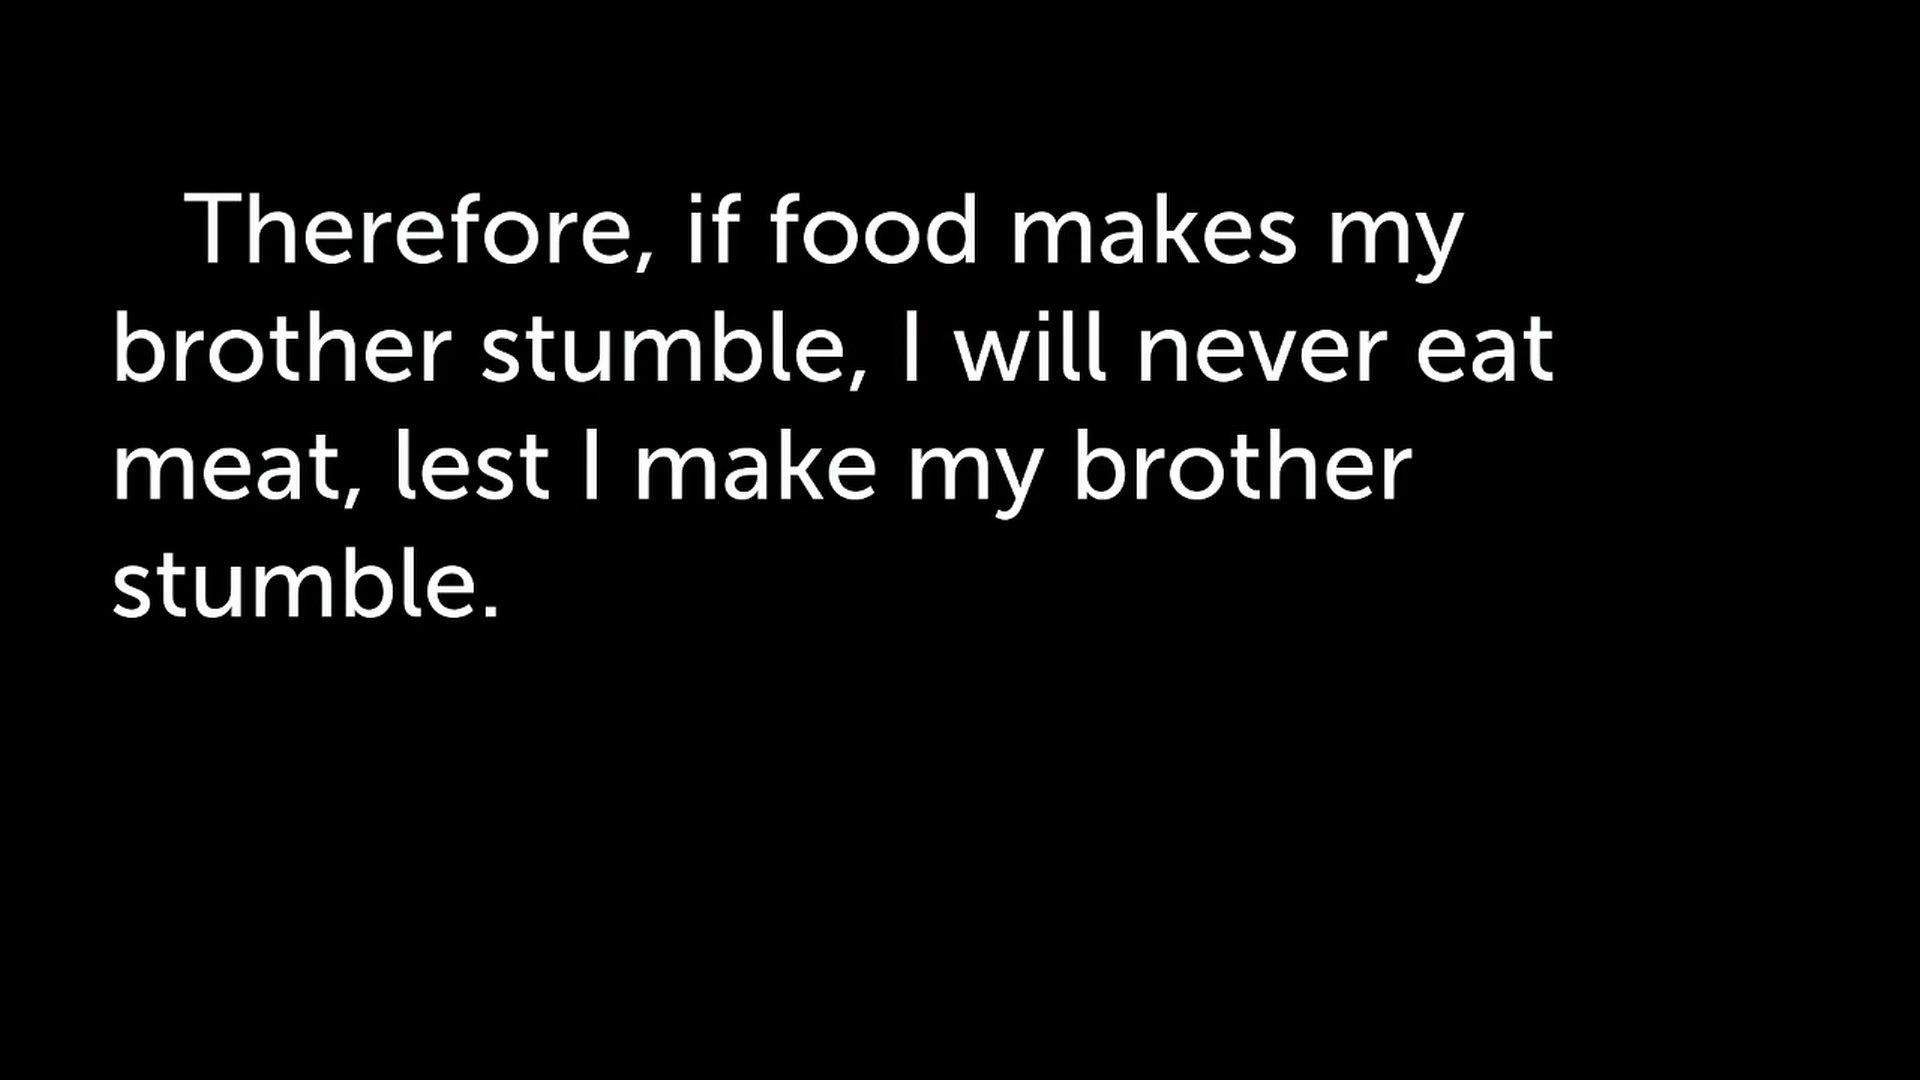 Therefore, if food makes my
brother stumble, I will never eat
meat, lest I make my brother
stumble.